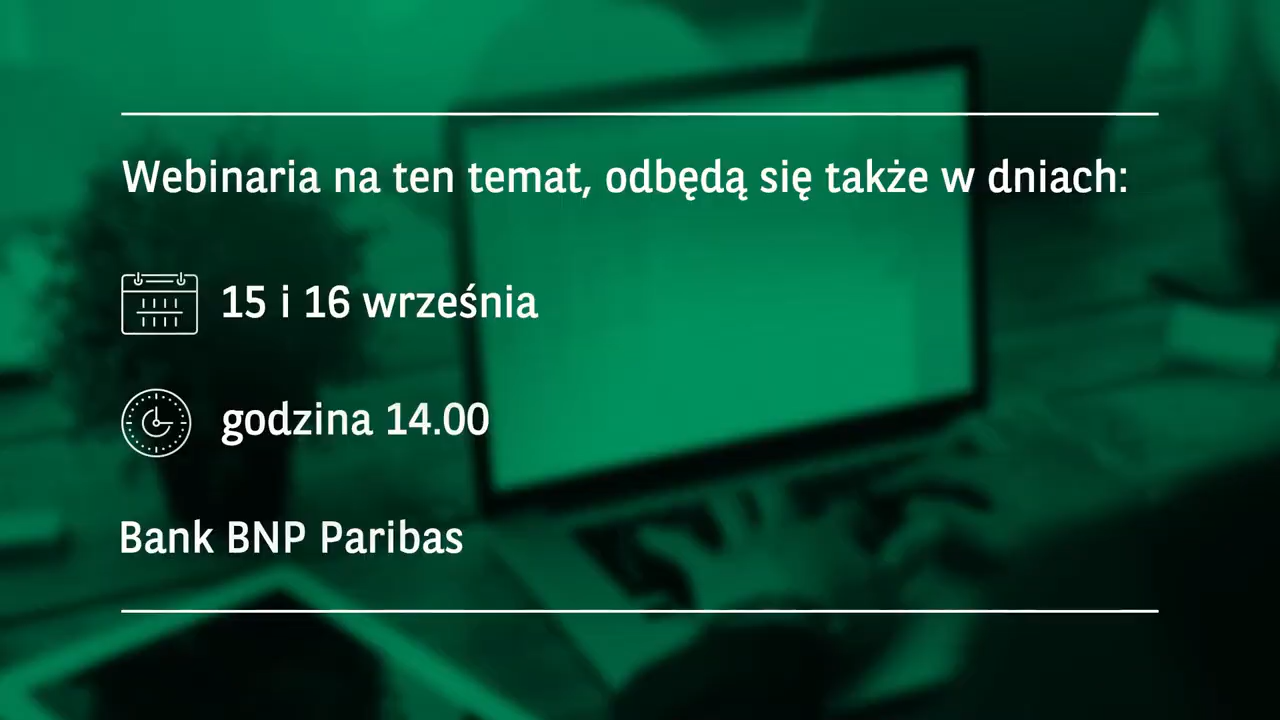 Webinaria na ten temat, odbędą się także w dniach:
15 i 16 września
godzina 14.00
Bank BNP Paribas